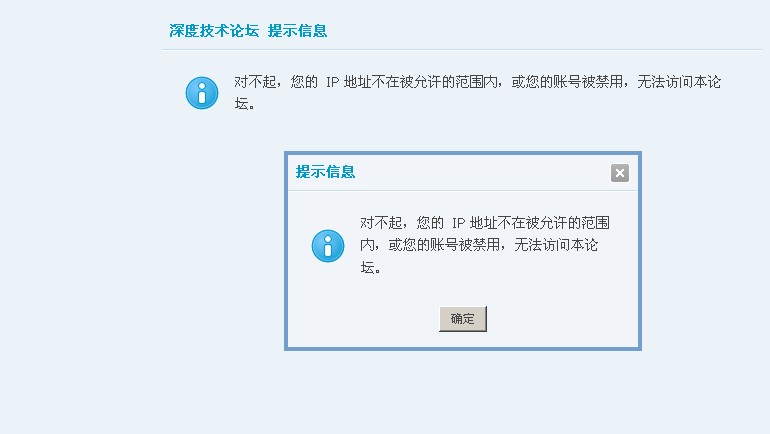 深度技术论坛 提示信息
对不起，您的 IP 地址不在被允许的范围内，或您的账号被禁用，无法访问本论
坛。
提示信息
对不起，您的 IP 地址不在被允许的范围
内，或您的账号被禁用，无法访问本论
坛。
确定